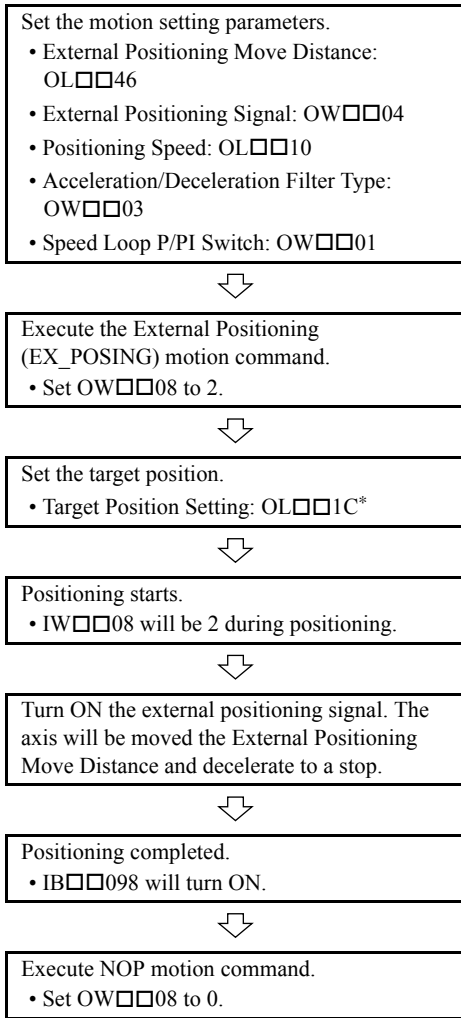 Set the motion setting parameters.
• External Positioning Move Distance:
OL□□46
• External Positioning Signal: OW□□04
• Positioning Speed: OL□□10
• Acceleration/Deceleration Filter Type:
OW□□03
• Speed Loop P/PI Switch: OW□□01
Execute the External Positioning
(EX_POSING) motion command.
• Set OW□□08 to 2.
Set the target position.
• Target Position Setting: OL□□1C*
Positioning starts.
• IW□□08 will be 2 during positioning.
Turn ON the external positioning signal. The
axis will be moved the External Positioning
Move Distance and decelerate to a stop.
Positioning completed.
• IB□□098 will turn ON.
Execute NOP motion command.
• Set OW□□08 to 0.